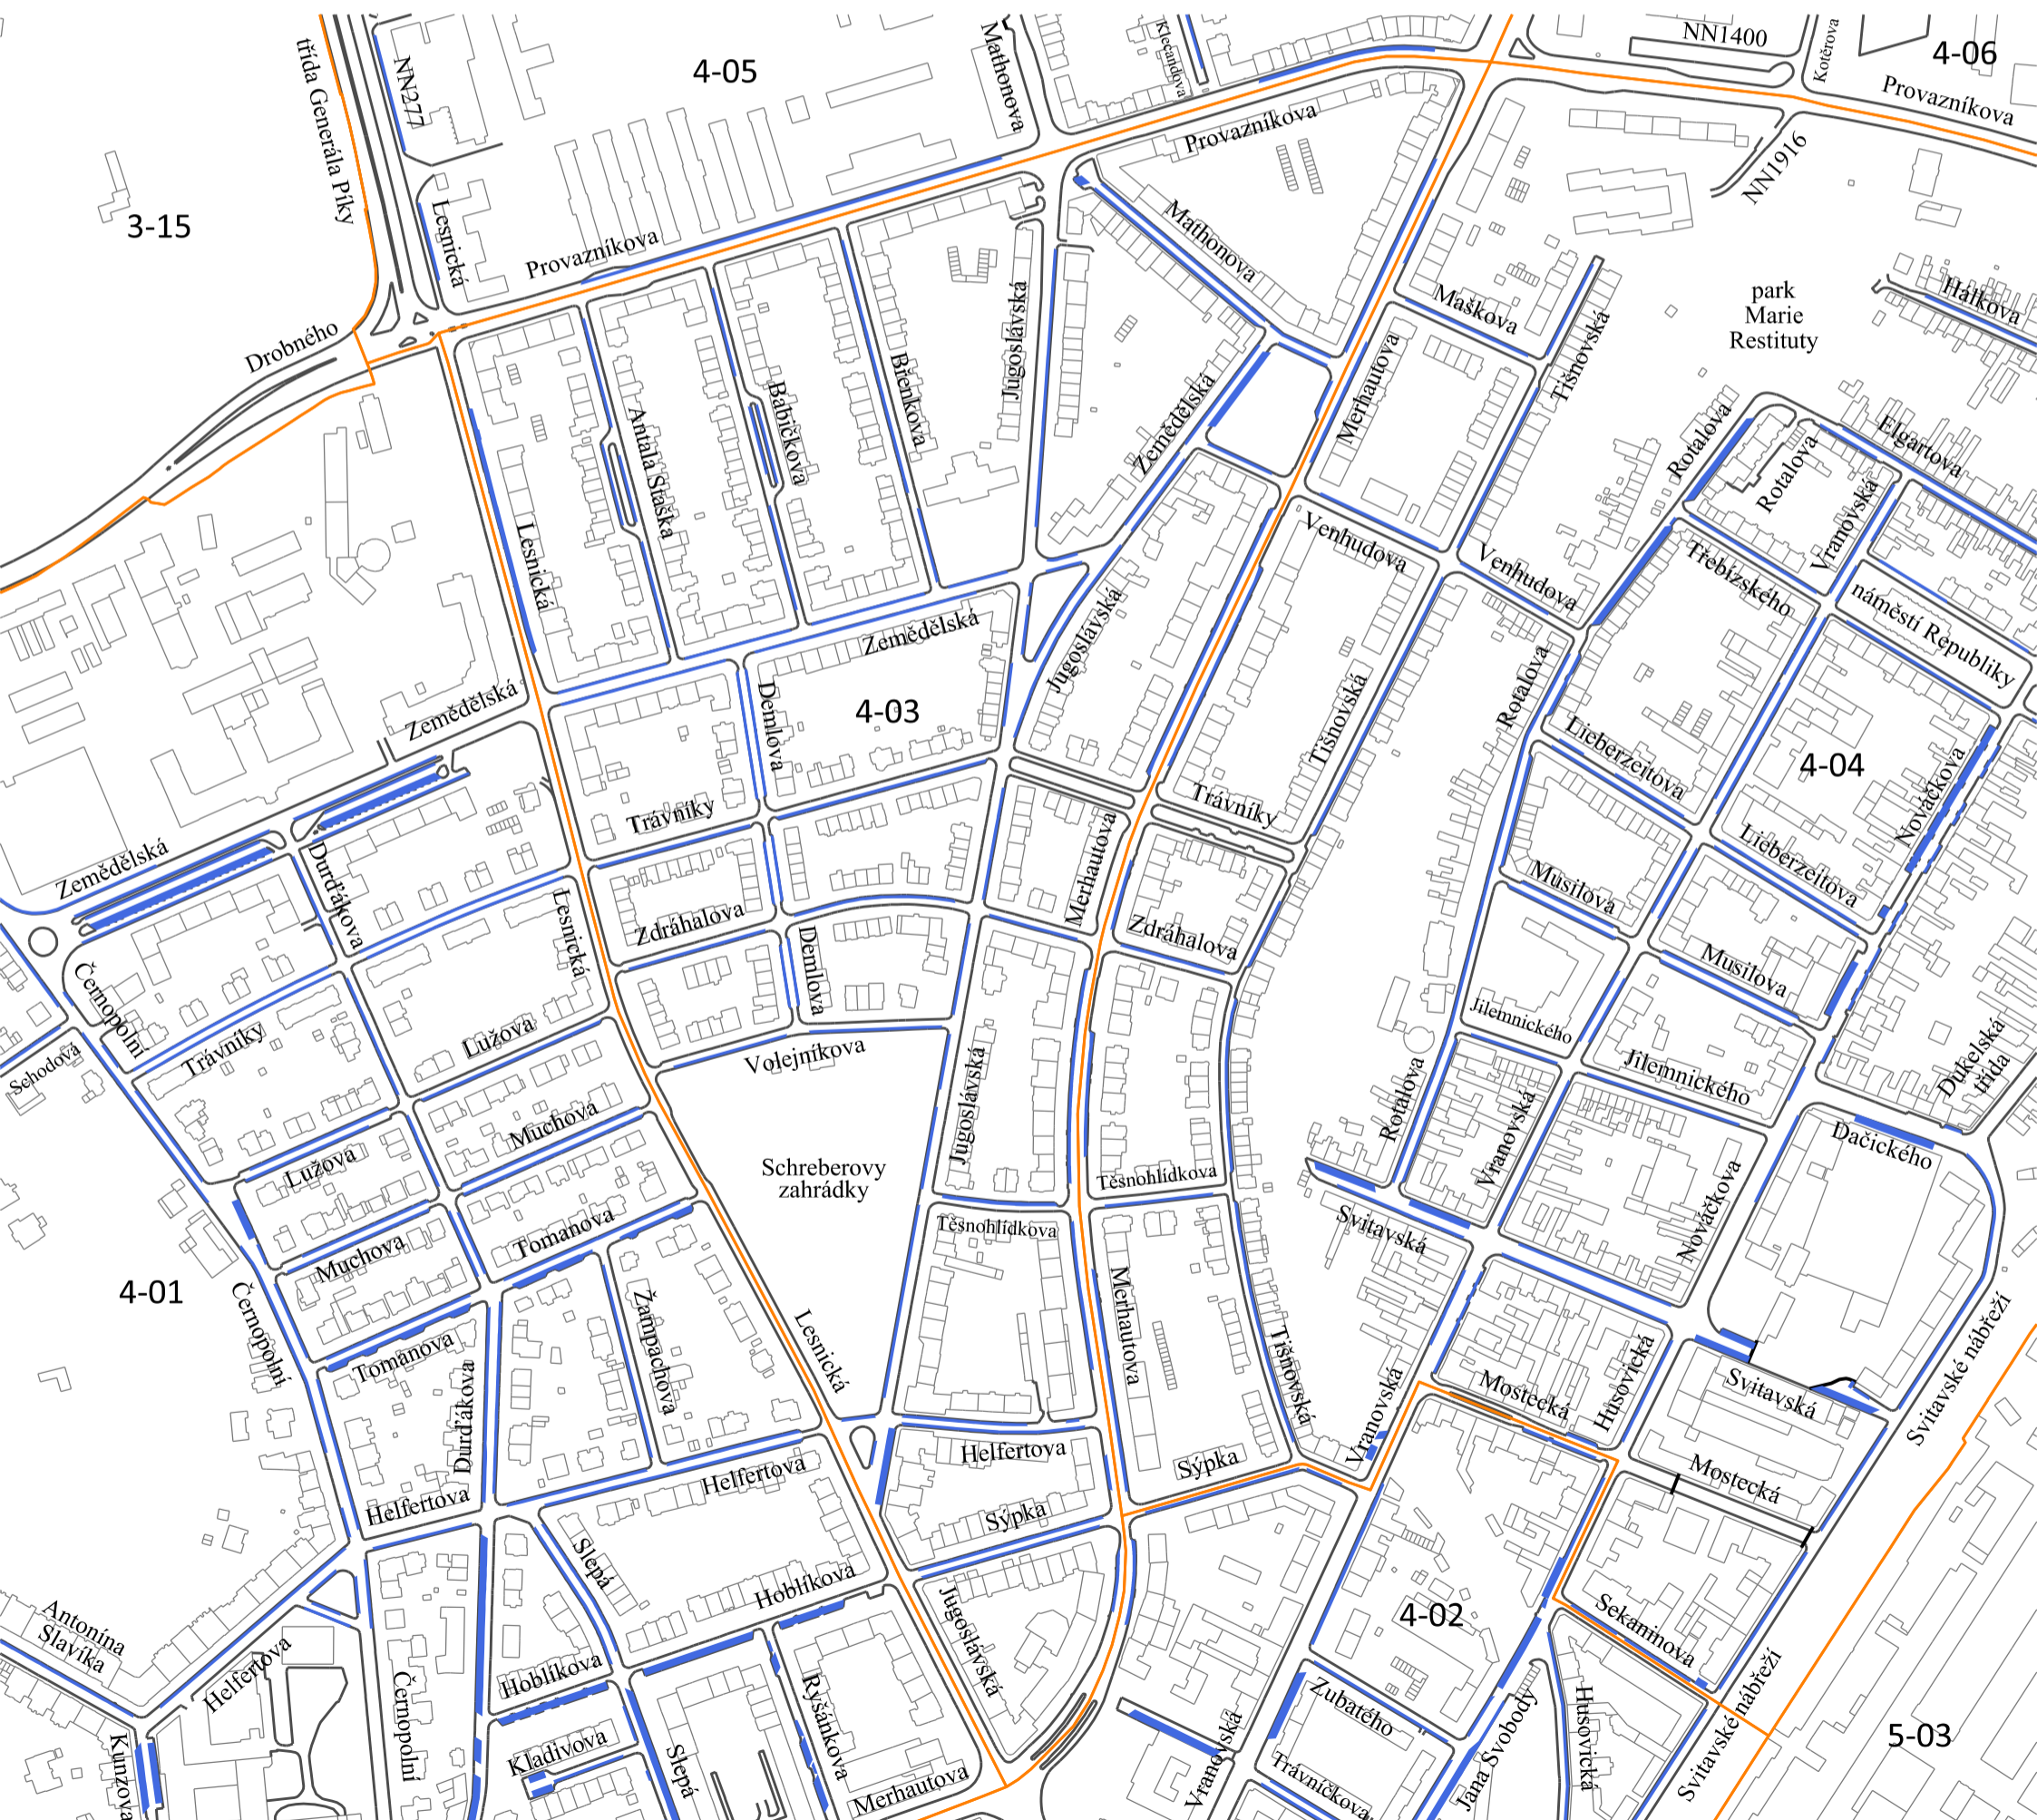 třída Generála Píky
NN277
4-05
Mathonova
Klecandova
NN1400
Kotěrova
4-06
Provazníkova
Provazníkova
NN1916
3-15
Lesnická
Provazníkova
Mathonova
Maškova
park
Marie
Restituty
Hálkova
Drobného
Jugoslávská
Tišnovská
Merhautova
Břenkova
Babičkova
Antala Staška
Zemědělská
Rotalova
Rotalova
Elgartova
Vranovská
Lesnická
Venhudova
Venhudova
Třebízského
náměstí Republiky
Zemědělská
Jugoslávská
Zemědělská
Demlova
4-03
Tišnovská
Rotalova
Lieberzeitova
4-04
Nováčkova
Trávníky
Trávníky
Zemědělská
Durďákova
Lesnická
Merhautova
Lieberzeitova
Musilova
Zdráhalova
Zdráhalova
Demlova
Musilova
Černopolní
Jilemnického
Schodová
Trávníky
Lužova
Volejníkova
Jugoslávská
Rotalova
Jilemnického
Dukelská
třída
Muchova
Vranovská
Dačického
Lužova
Schreberovy
zahrádky
Těsnohlídkova
Těsnohlídkova
Tomanova
Svitavská
Nováčkova
Muchova
4-01
Černopolní
Žampachova
Lesnická
Merhautova
Tišnovská
Tomanova
Durďákova
Vranovská
Mostecká
Husovická
Svitavská
Svitavské nábřeží
Helfertova
Helfertova
Helfertova
Sýpka
Sýpka
Mostecká
Slepá
Hoblíkova
Jugoslávská
4-02
Sekaninova
Antonína
Slavíka
Helfertova
Černopolní
Hoblíkova
Ryšánkova
Kladivova
Slepá
Merhautova
Kunzova
Vranovská
Zubatého
Trávníčkova
Jana Svobody
Husovická
Svitavské nábřeží
5-03